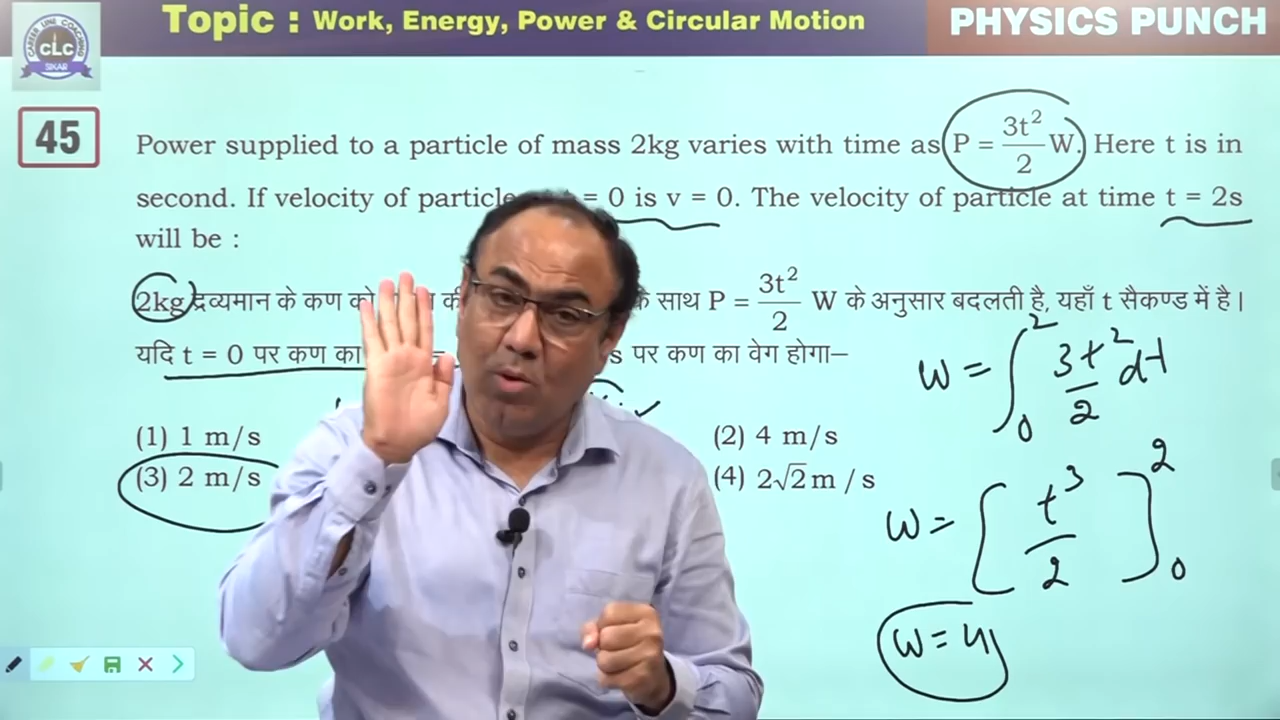 Topic : Work, Energy, Power & Circular Motion
PHYSICS PUNCH
CAREER LINE COACHING
CLC
SIKAR
45
Power supplied to a particle of mass 2kg varies with time as P = 3t²/2 W. Here t is in
second. If velocity of particle = 0 is v = 0. The velocity of particle at time t = 2s
will be :
2kg द्रव्यमान के कण को की के साथ P = 3t²/2 W के अनुसार बदलती है, यहाँ t सैकण्ड में है।
यदि t = 0 पर कण का s पर कण का वेग होगा–
(1) 1 m/s
(2) 4 m/s
(3) 2 m/s
(4) 2√2 m / s
W = ∫₀² 3t²/2 dt
W = [t³/2]₀²
W = 4J